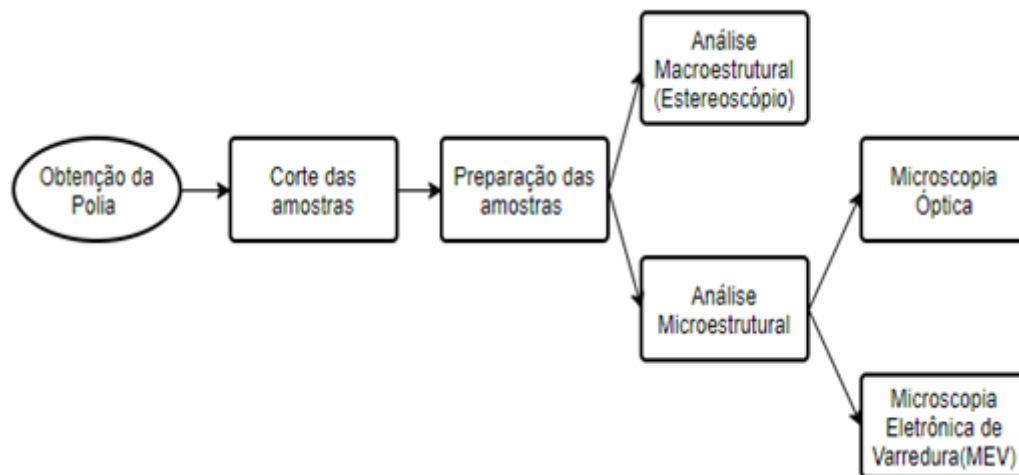 Obtenção da
Polia
Corte das
amostras
Preparação das
amostras
Análise
Macroestrutural
(Estereoscópio)
Análise
Microestrutural
Microscopia
Óptica
Microscopia
Eletrônica de
Varredura(MEV)